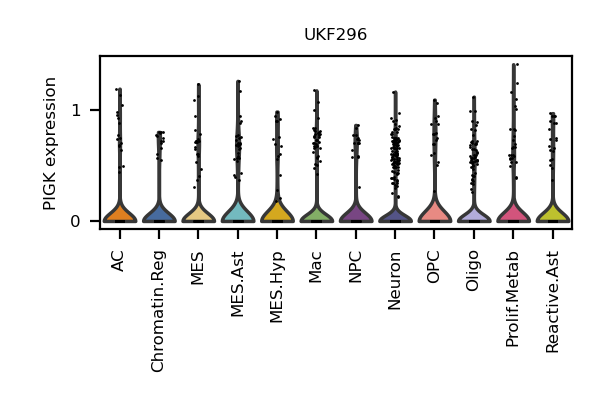 UKF296
PIGK expression
1
0
AC
Chromatin.Reg
MES
MES.Ast
MES.Hyp
Mac
NPC
Neuron
OPC
Oligo
Prolif.Metab
Reactive.Ast